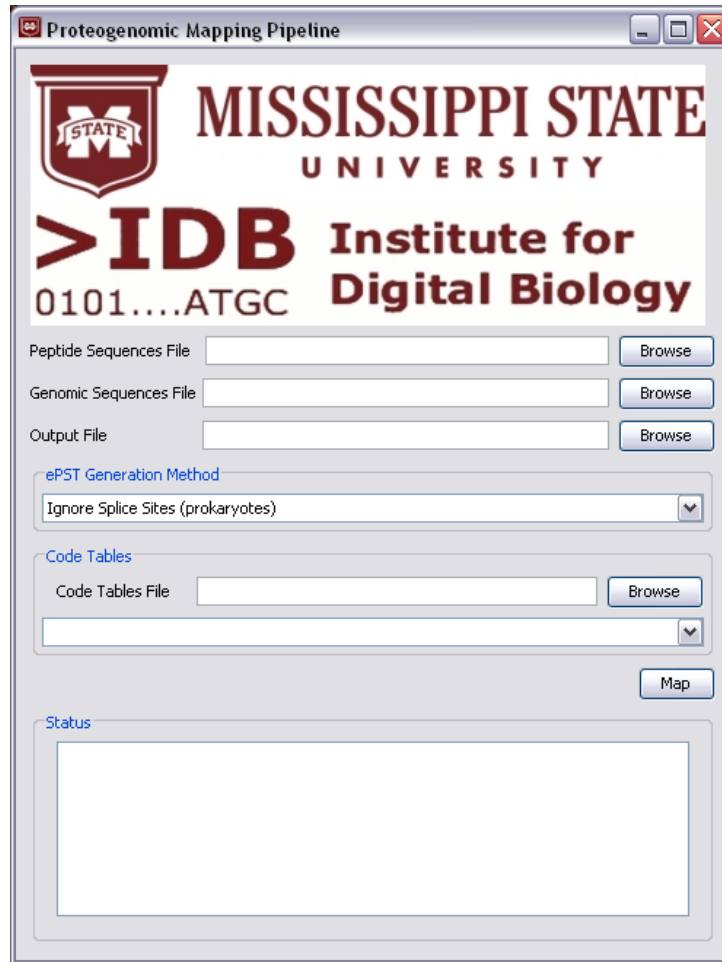 Proteogenomic Mapping Pipeline
STATE
MISSISSIPPI STATE
UNIVERSITY
>IDB
0101....ATGC
Institute for
Digital Biology
Peptide Sequences File Browse
Genomic Sequences File Browse
Output File Browse
ePST Generation Method
Ignore Splice Sites (prokaryotes)
Code Tables
Code Tables File Browse
Map
Status